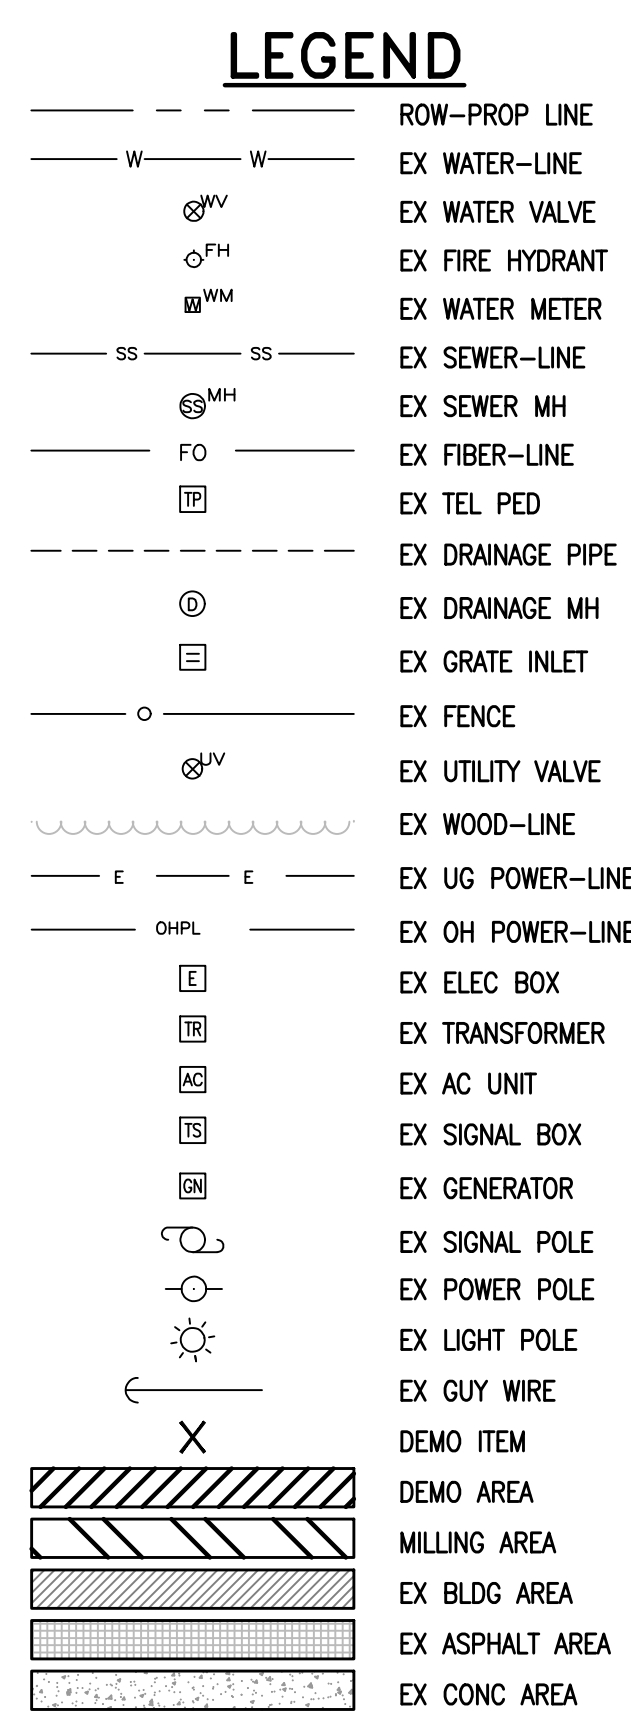 LEGEND
ROW-PROP LINE
W W EX WATER-LINE
WV EX WATER VALVE
FH EX FIRE HYDRANT
W WM EX WATER METER
SS SS EX SEWER-LINE
SS MH EX SEWER MH
FO EX FIBER-LINE
TP EX TEL PED
EX DRAINAGE PIPE
D EX DRAINAGE MH
EX GRATE INLET
EX FENCE
UV EX UTILITY VALVE
EX WOOD-LINE
E E EX UG POWER-LINE
OHPL EX OH POWER-LINE
E EX ELEC BOX
TR EX TRANSFORMER
AC EX AC UNIT
TS EX SIGNAL BOX
GN EX GENERATOR
EX SIGNAL POLE
EX POWER POLE
EX LIGHT POLE
EX GUY WIRE
X DEMO ITEM
DEMO AREA
MILLING AREA
EX BLDG AREA
EX ASPHALT AREA
EX CONC AREA